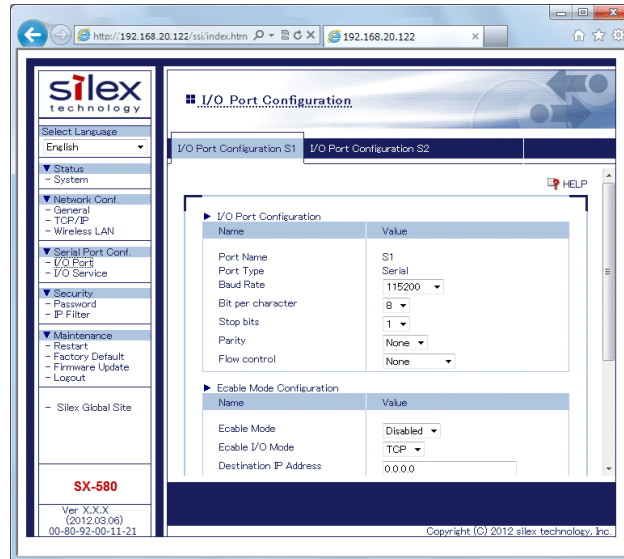 http://192.168.20.122/ssi/index.htm
192.168.20.122
silex
technology
Select Language
English
▼ Status
- System
▼ Network Conf.
- General
- TCP/IP
- Wireless LAN
▼ Serial Port Conf.
- I/O Port
- I/O Service
▼ Security
- Password
- IP Filter
▼ Maintenance
- Restart
- Factory Default
- Firmware Update
- Logout
- Silex Global Site
SX-580
Ver X.X.X
(2012.03.06)
00-80-92-00-11-21
I/O Port Configuration
I/O Port Configuration S1 I/O Port Configuration S2
HELP
I/O Port Configuration
Name Value
Port Name S1
Port Type Serial
Baud Rate 115200
Bit per character 8
Stop bits 1
Parity None
Flow control None
Ecable Mode Configuration
Name Value
Ecable Mode Disabled
Ecable I/O Mode TCP
Destination IP Address 0.0.0.0
Copyright (C) 2012 silex technology, Inc.